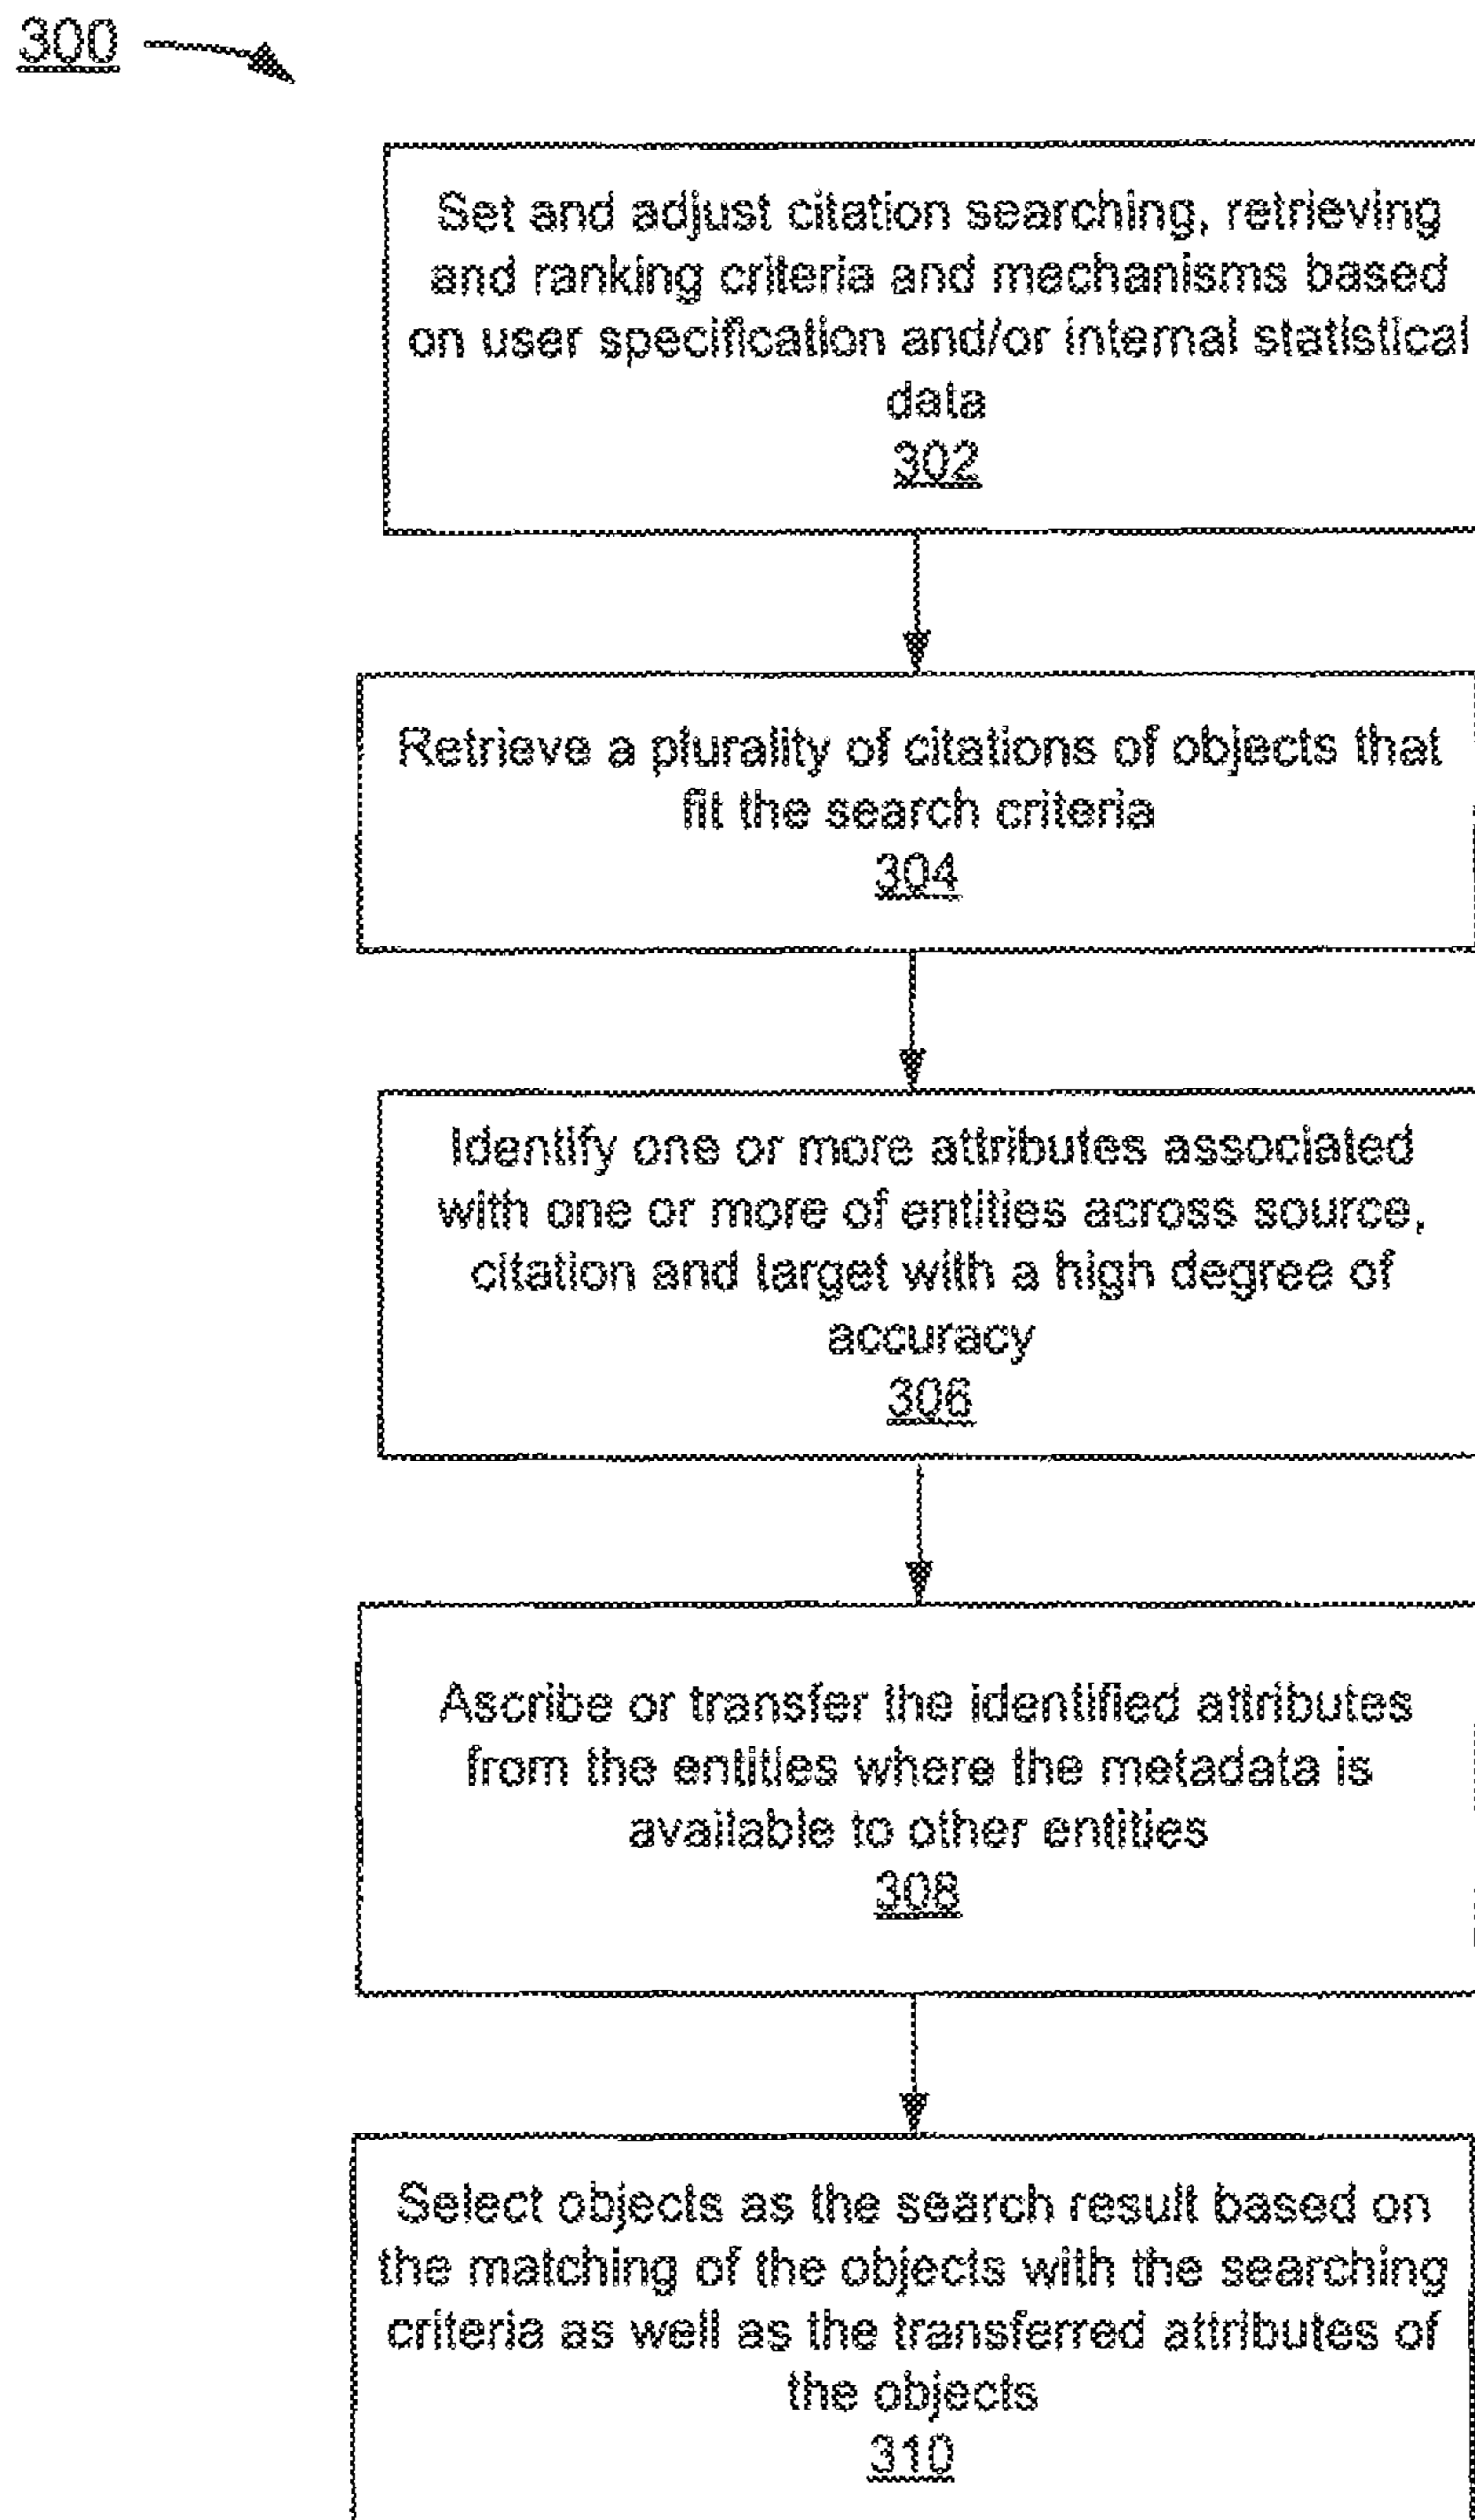 300
Set and adjust citation searching, retrieving
and ranking criteria and mechanisms based
on user specification and/or internal statistical
data
302
Retrieve a plurality of citations of objects that
fit the search criteria
304
Identify one or more attributes associated
with one or more of entities across source,
citation and target with a high degree of
accuracy
306
Ascribe or transfer the identified attributes
from the entities where the metadata is
available to other entities
308
Select objects as the search result based on
the matching of the objects with the searching
criteria as well as the transferred attributes of
the objects
310